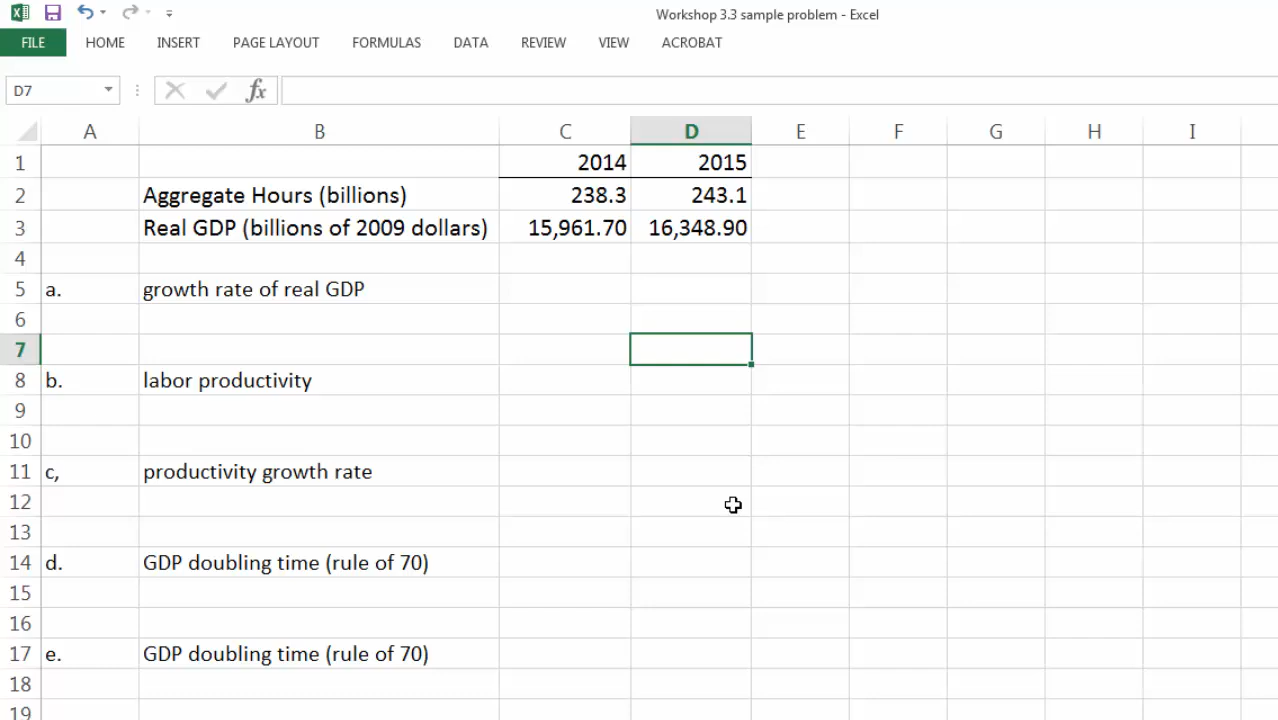 Workshop 3.3 sample problem - Excel
FILE HOME INSERT PAGE LAYOUT FORMULAS DATA REVIEW VIEW ACROBAT
D7 fx
A B C D E F G H I
1 2014 2015
2 Aggregate Hours (billions) 238.3 243.1
3 Real GDP (billions of 2009 dollars) 15,961.70 16,348.90
4
5 a. growth rate of real GDP
6
7
8 b. labor productivity
9
10
11 c, productivity growth rate
12
13
14 d. GDP doubling time (rule of 70)
15
16
17 e. GDP doubling time (rule of 70)
18
19